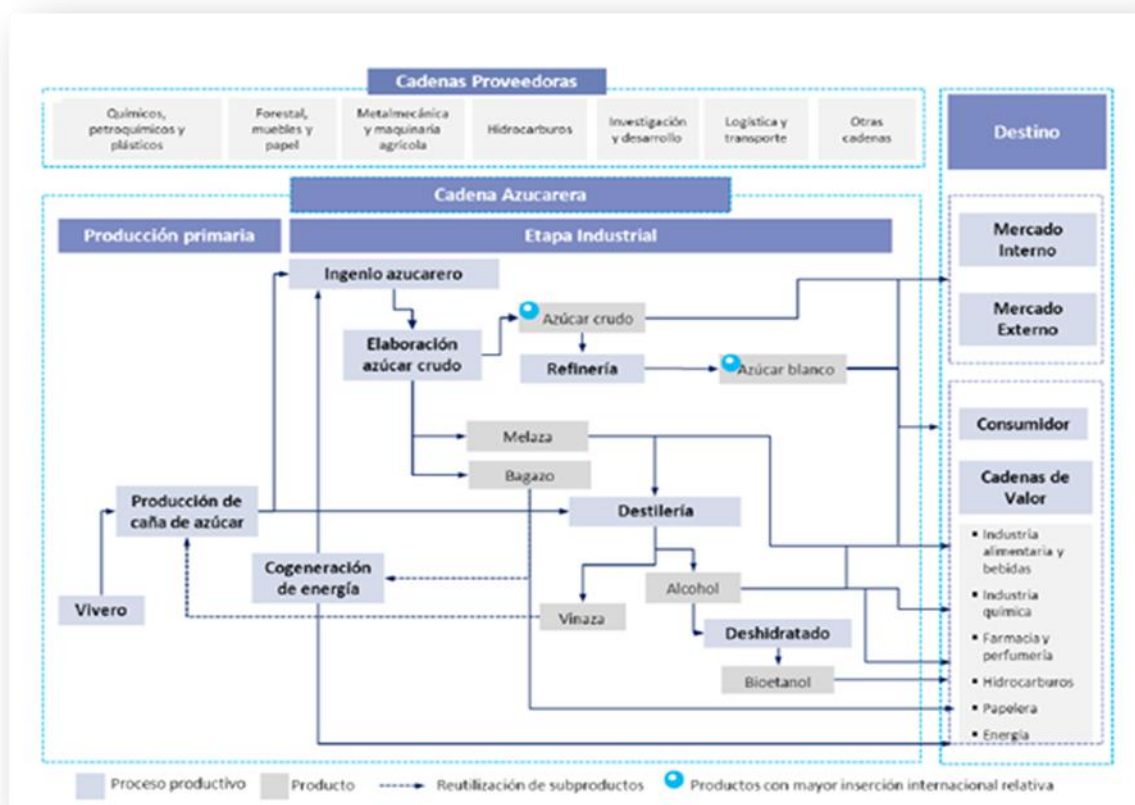 Cadenas Proveedoras
Químicos,
petroquímicos y
plásticos
Forestal,
muebles y
papel
Metalmecánica
y maquinaria
agrícola
Hidrocarburos
Investigación
y desarrollo
Logística y
transporte
Otras
cadenas
Destino
Cadena Azucarera
Producción primaria
Etapa Industrial
Mercado
Interno
Ingenio azucarero
Mercado
Externo
Azúcar crudo
Elaboración
azúcar crudo
Refinería
Azúcar blanco
Consumidor
Melaza
Bagazo
Cadenas de
Valor
Producción de
caña de azúcar
Destilería
▪ Industria
alimentaria y
bebidas
Cogeneración
de energía
Alcohol
▪ Industria
química
Vivero
Vinaza
Deshidratado
▪ Farmacia y
perfumería
Bioetanol
▪ Hidrocarburos
▪ Papelera
▪ Energía
Proceso productivo
Producto
Reutilización de subproductos
Productos con mayor inserción internacional relativa